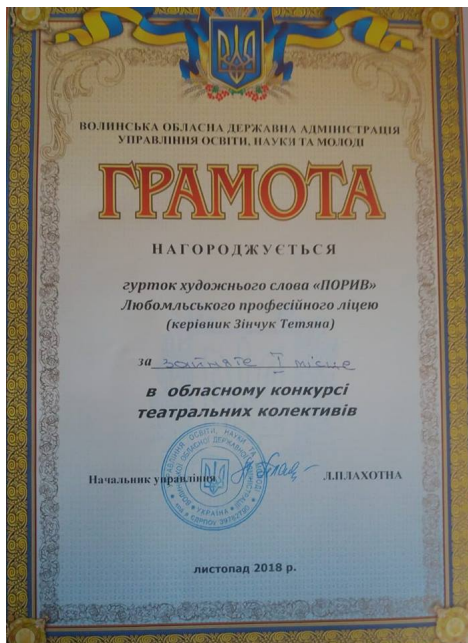 ВОЛИНСЬКА ОБЛАСНА ДЕРЖАВНА АДМІНІСТРАЦІЯ
УПРАВЛІННЯ ОСВІТИ, НАУКИ ТА МОЛОДІ
ГРАМОТА
НАГОРОДЖУЄТЬСЯ
гурток художнього слова «ПОРИВ»
Любомльського професійного ліцею
(керівник Зінчук Тетяна)
за зайняте І місце
в обласному конкурсі
театральних колективів
Начальник управління Л.ПЛАХОТНА
УКРАЇНА
листопад 2018 р.